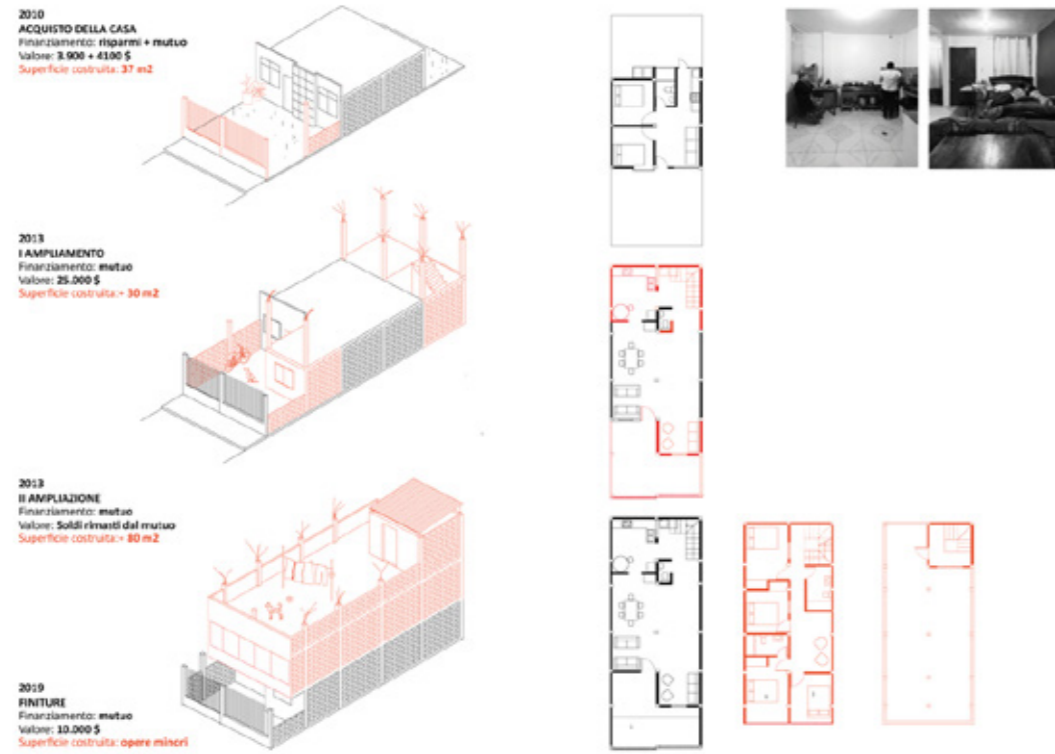 2010
ACQUISTO DELLA CASA
Finanziamento: risparmi + mutuo
Valore: 3.900 + 4100 $
Superficie costruita: 37 m2
2013
I AMPLIAMENTO
Finanziamento: mutuo
Valore: 25.000 $
Superficie costruita:+ 30 m2
2013
II AMPLIAZIONE
Finanziamento: mutuo
Valore: Soldi rimasti dal mutuo
Superficie costruita:+ 80 m2
2019
FINITURE
Finanziamento: mutuo
Valore: 10.000 $
Superficie costruita: opere minori